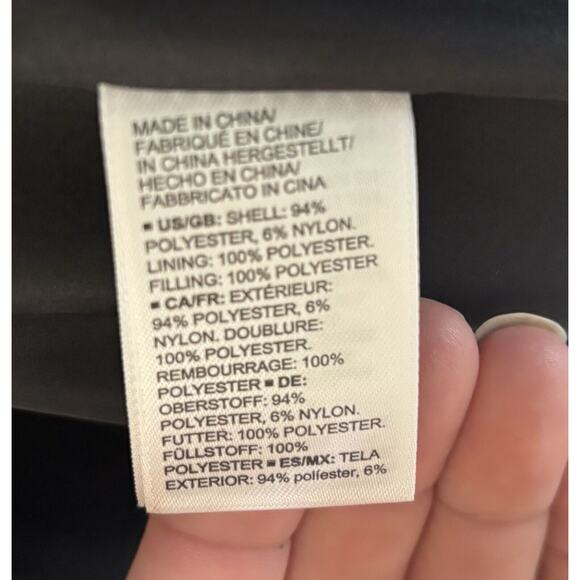 MADE IN CHINA/
FABRIQUÉ EN CHINE/
IN CHINA HERGESTELLT/
HECHO EN CHINA/
FABBRICATO IN CINA
▪ US/GB: SHELL: 94%
POLYESTER, 6% NYLON.
LINING: 100% POLYESTER.
FILLING: 100% POLYESTER
▪ CA/FR: EXTÉRIEUR:
94% POLYESTER, 6%
NYLON. DOUBLURE:
100% POLYESTER.
REMBOURRAGE: 100%
POLYESTER ▪ DE:
OBERSTOFF: 94%
POLYESTER, 6% NYLON.
FUTTER: 100% POLYESTER.
FÜLLSTOFF: 100%
POLYESTER ▪ ES/MX: TELA
EXTERIOR: 94% políester, 6%